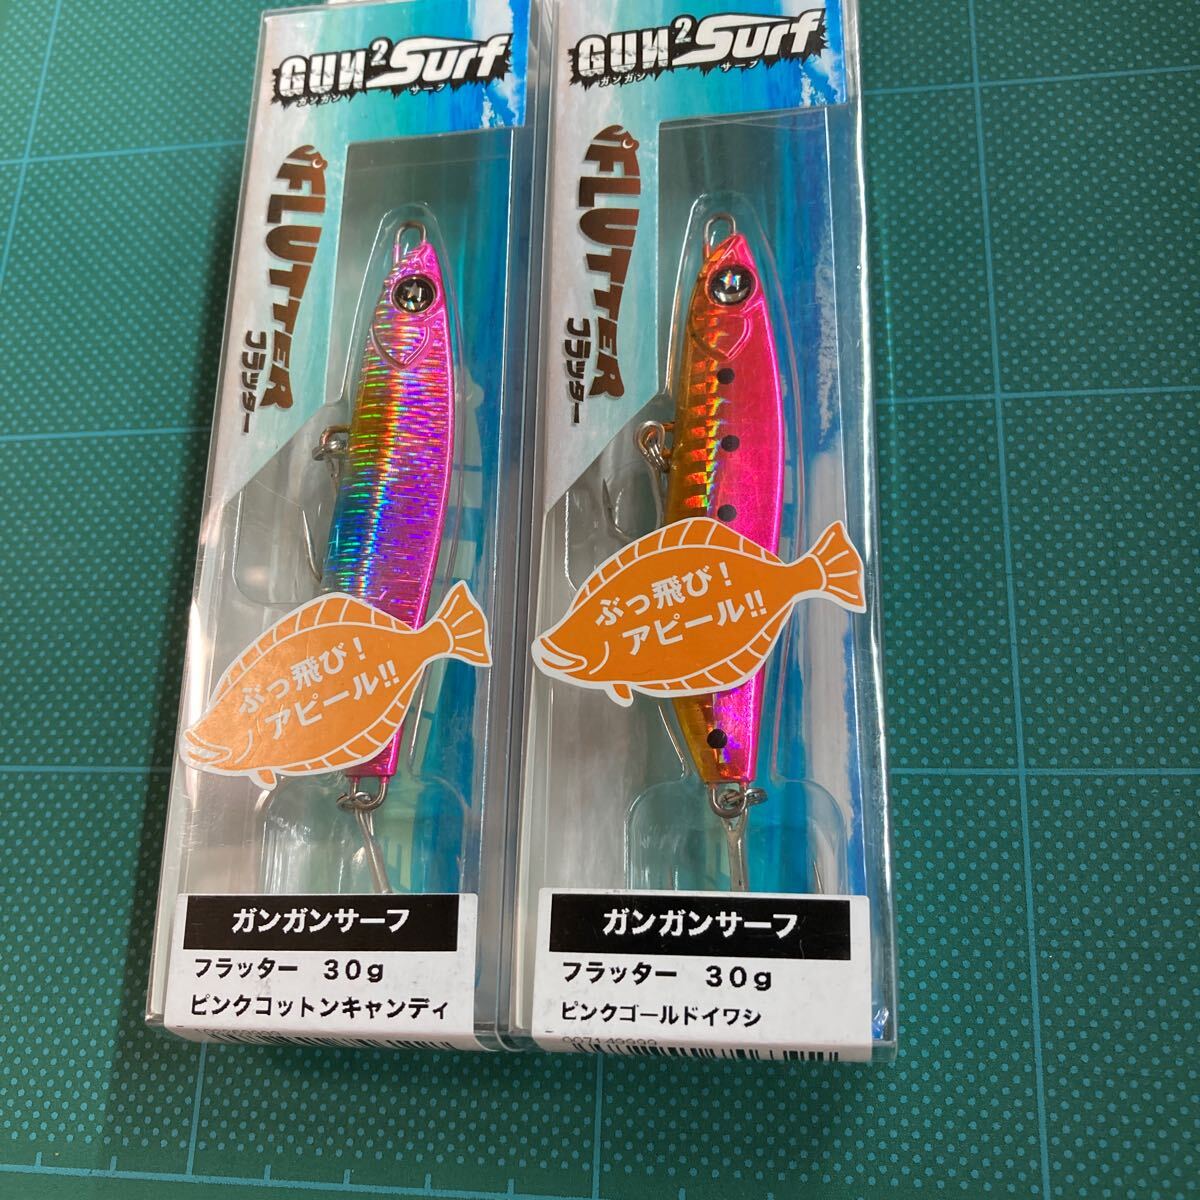 GUN²Surf
ガンガン サーフ
FLUTTER
フラッター
ぶっ飛び！
アピール!!
ガンガンサーフ
フラッター 30g
ピンクコットンキャンディ
GUN²Surf
ガンガン サーフ
FLUTTER
フラッター
ぶっ飛び！
アピール!!
ガンガンサーフ
フラッター 30g
ピンクゴールドイワシ